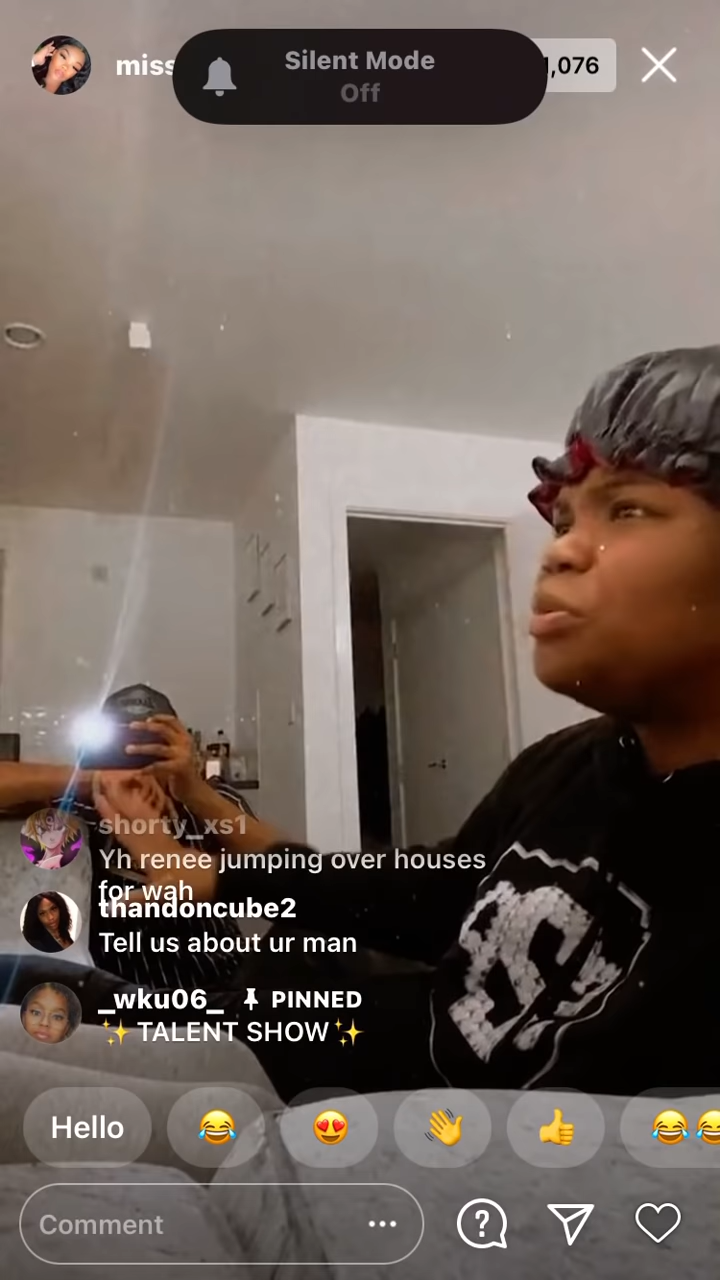 miss
Silent Mode
Off
,076
shorty_xs1
Yh renee jumping over houses
for wah
thandoncube2
Tell us about ur man
_wku06_ PINNED
✨TALENT SHOW✨
Hello
Comment